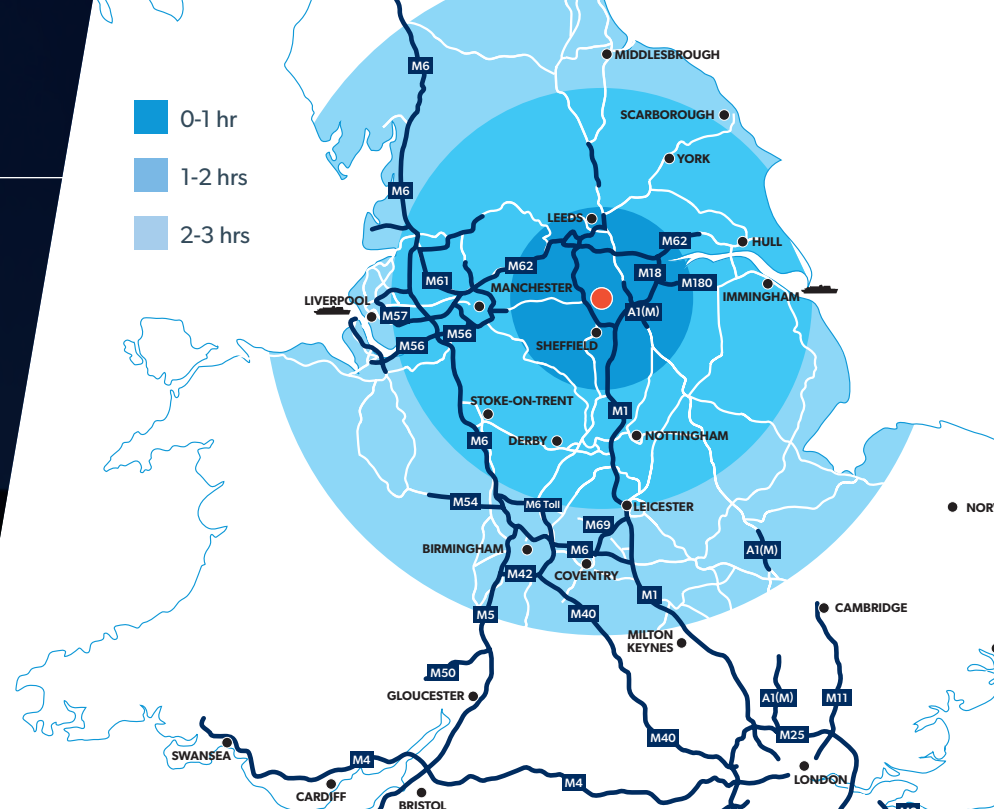 MIDDLESBROUGH
M6
SCARBOROUGH
0-1 hr
YORK
1-2 hrs
M6
LEEDS
2-3 hrs
M62
HULL
M62
M18
M61
M180
MANCHESTER
IMMINGHAM
LIVERPOOL
M57
A1(M)
M56
M56
SHEFFIELD
STOKE-ON-TRENT
M1
M6
DERBY
NOTTINGHAM
M54
M6 Toll
LEICESTER
NOR
M69
BIRMINGHAM
M6
A1(M)
M42
COVENTRY
M1
M5
M40
CAMBRIDGE
MILTON
KEYNES
M50
GLOUCESTER
A1(M)
M11
M40
M25
SWANSEA
M4
LONDON
M4
CARDIFF
BRISTOL